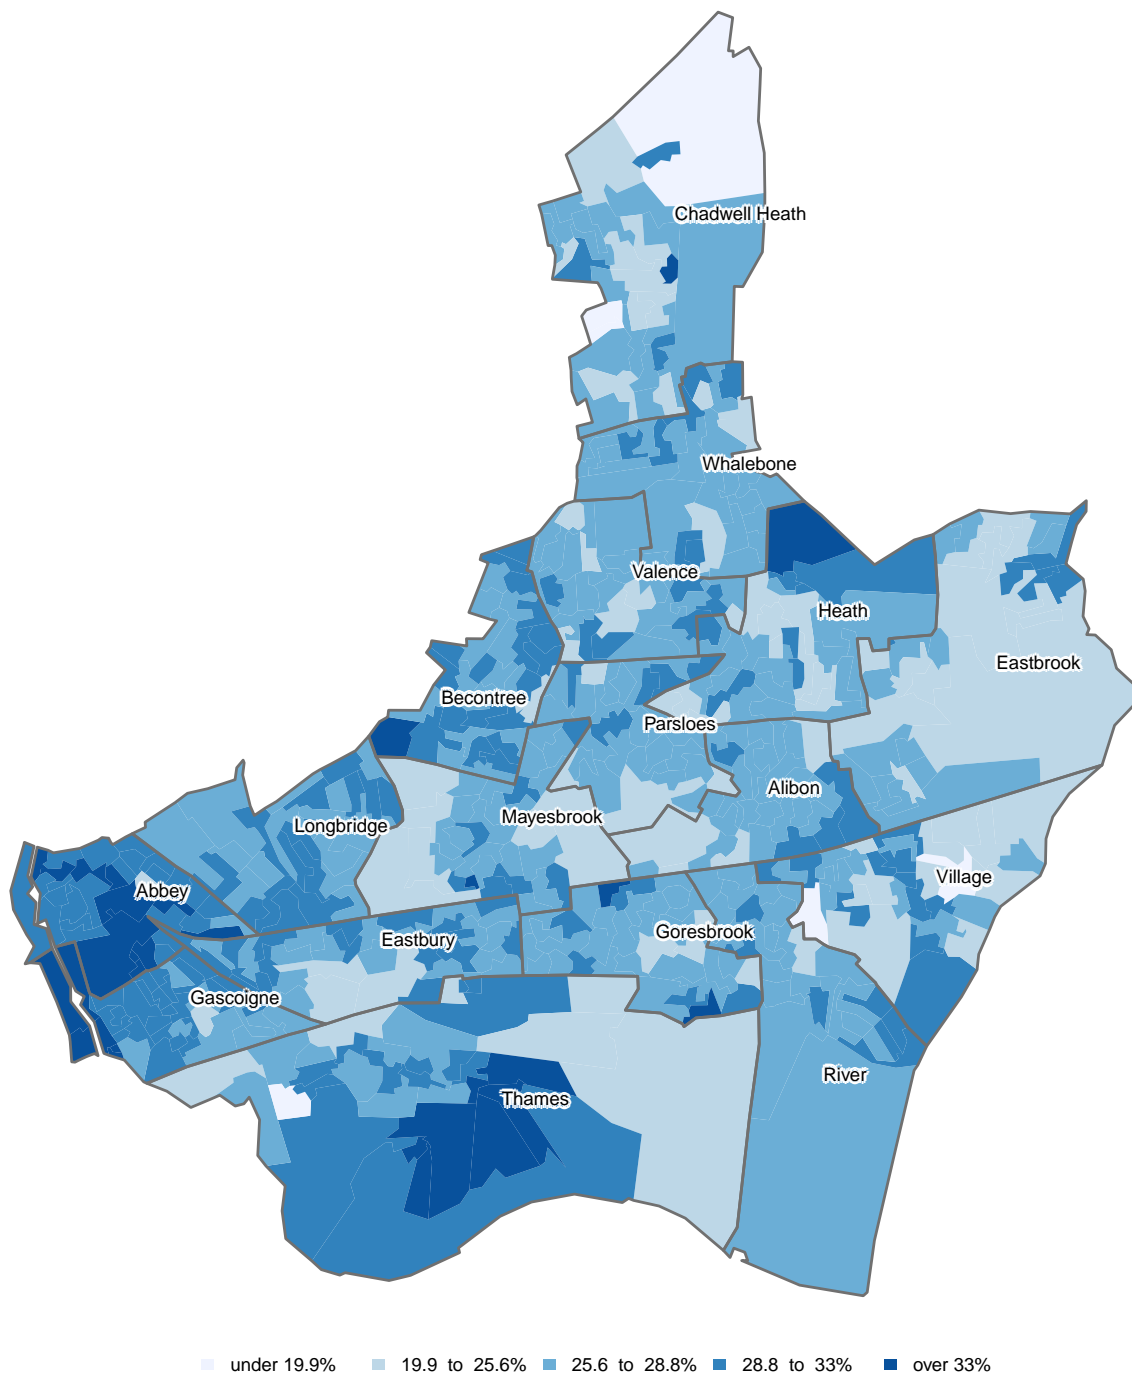 Chadwell Heath
Whalebone
Valence
Heath
Eastbrook
Becontree
Parsloes
Alibon
Mayesbrook
Longbridge
Village
Abbey
Goresbrook
Eastbury
Gascoigne
River
Thames
under 19.9% 19.9 to 25.6% 25.6 to 28.8% 28.8 to 33% over 33%